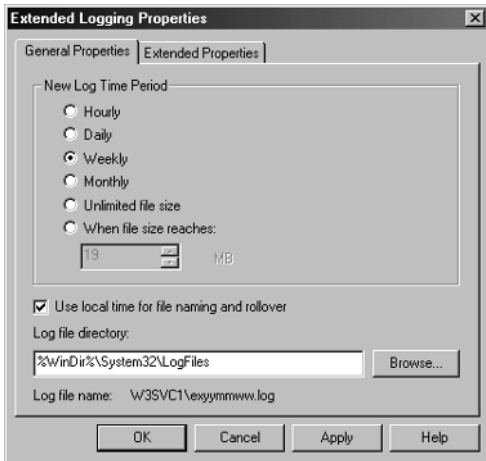 Extended Logging Properties
General Properties
Extended Properties
New Log Time Period
Hourly
Daily
Weekly
Monthly
Unlimited file size
When file size reaches:
19
MB
Use local time for file naming and rollover
Log file directory:
%WinDir%\System32\LogFiles
Browse...
Log file name: W3SVC1\exyymmww.log
OK
Cancel
Apply
Help